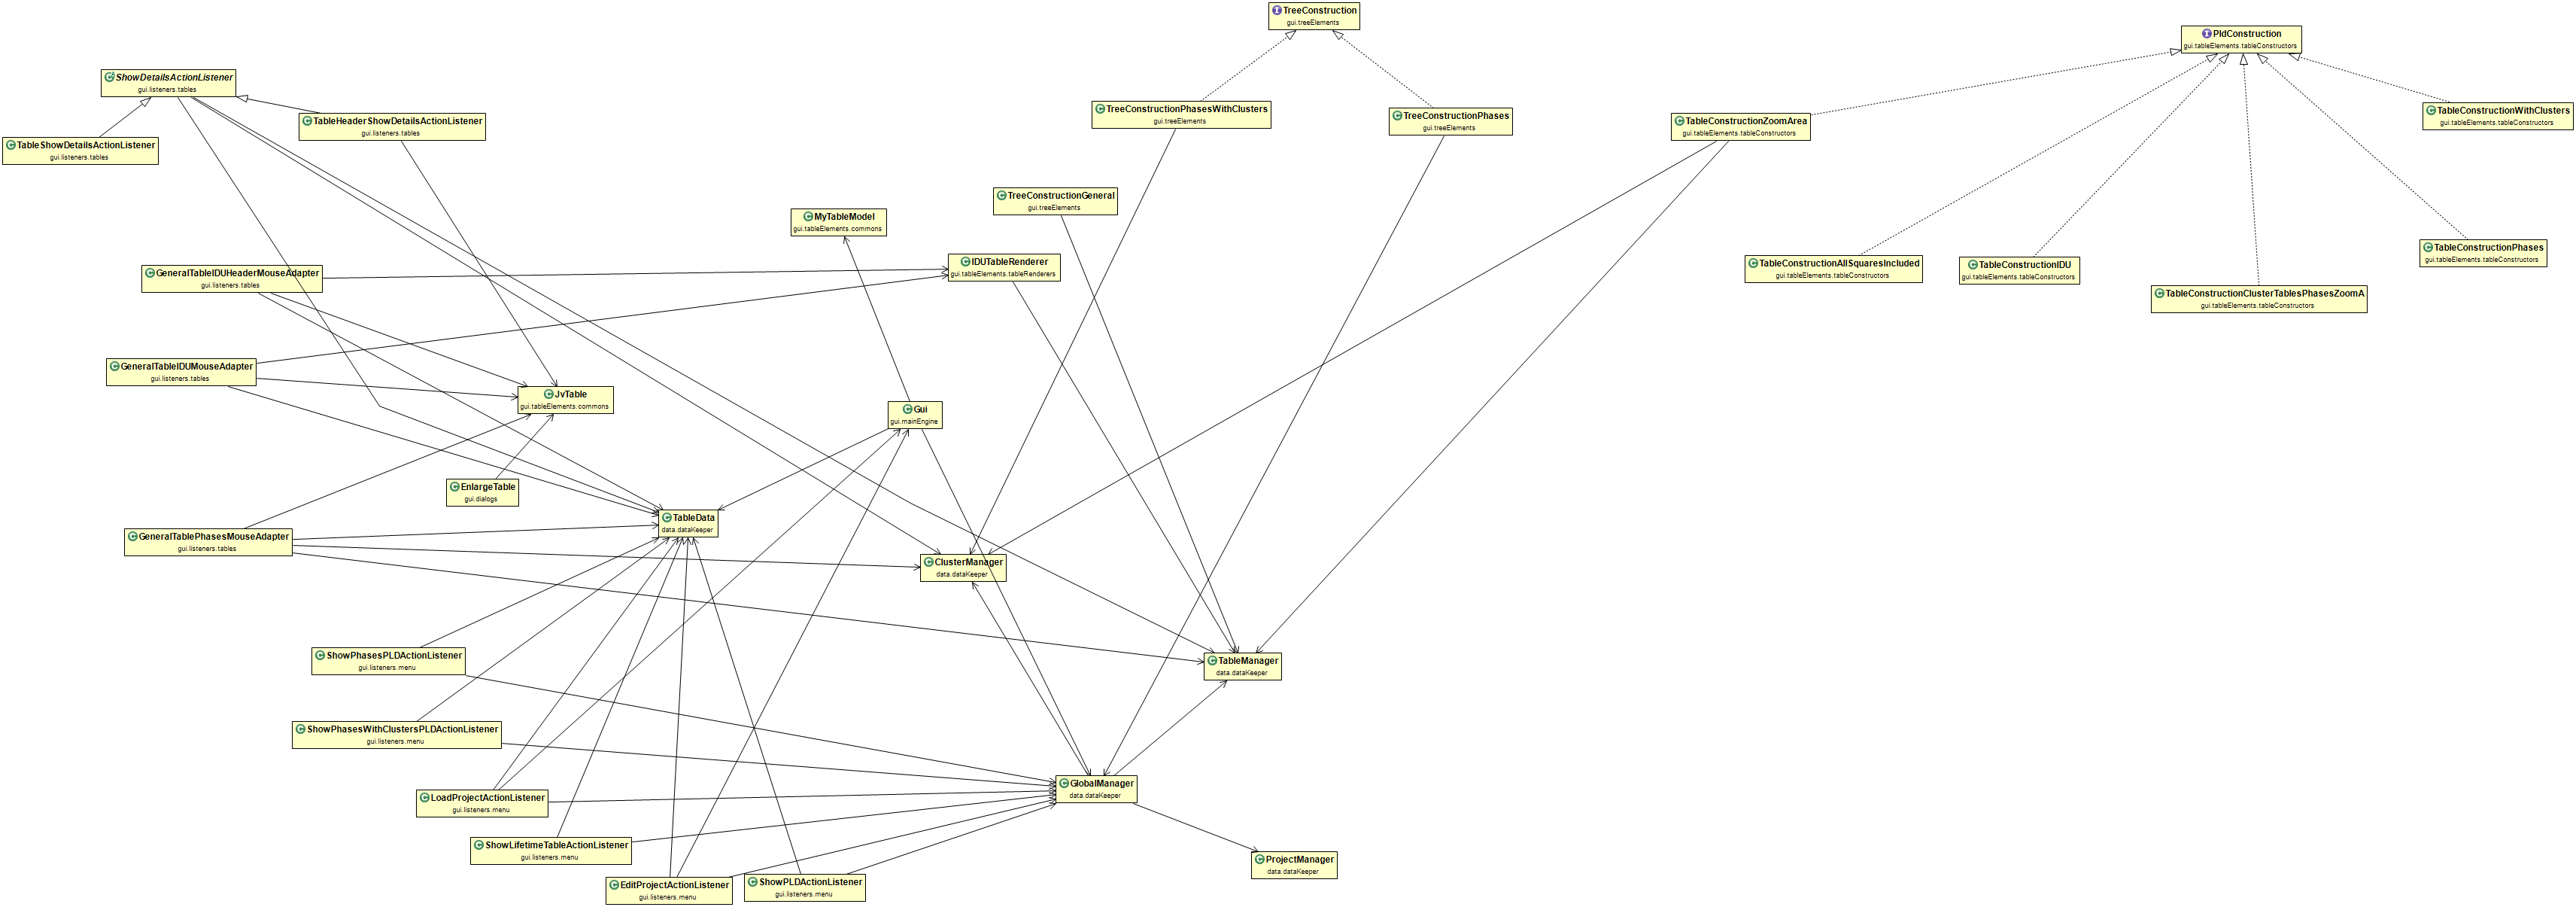 TreeConstruction
gui.treeElements
PldConstruction
gui.tableElements.tableConstructors
ShowDetailsActionListener
gui.listeners.tables
TreeConstructionPhasesWithClusters
gui.treeElements
TreeConstructionPhases
gui.treeElements
TableConstructionWithClusters
gui.tableElements.tableConstructors
TableHeaderShowDetailsActionListener
gui.listeners.tables
TableConstructionZoomArea
gui.tableElements.tableConstructors
TableShowDetailsActionListener
gui.listeners.tables
TreeConstructionGeneral
gui.treeElements
MyTableModel
gui.tableElements.commons
TableConstructionPhases
gui.tableElements.tableConstructors
IDUTableRenderer
gui.tableElements.tableRenderers
TableConstructionAllSquaresIncluded
gui.tableElements.tableConstructors
TableConstructionIDU
gui.tableElements.tableConstructors
GeneralTableIDUHeaderMouseAdapter
gui.listeners.tables
TableConstructionClusterTablesPhasesZoomA
gui.tableElements.tableConstructors
GeneralTableIDUMouseAdapter
gui.listeners.tables
JvTable
gui.tableElements.commons
Gui
gui.mainEngine
EnlargeTable
gui.dialogs
TableData
data.dataKeeper
GeneralTablePhasesMouseAdapter
gui.listeners.tables
ClusterManager
data.dataKeeper
ShowPhasesPLDActionListener
gui.listeners.menu
TableManager
data.dataKeeper
ShowPhasesWithClustersPLDActionListener
gui.listeners.menu
GlobalManager
data.dataKeeper
LoadProjectActionListener
gui.listeners.menu
ShowLifetimeTableActionListener
gui.listeners.menu
ProjectManager
data.dataKeeper
EditProjectActionListener
gui.listeners.menu
ShowPLDActionListener
gui.listeners.menu